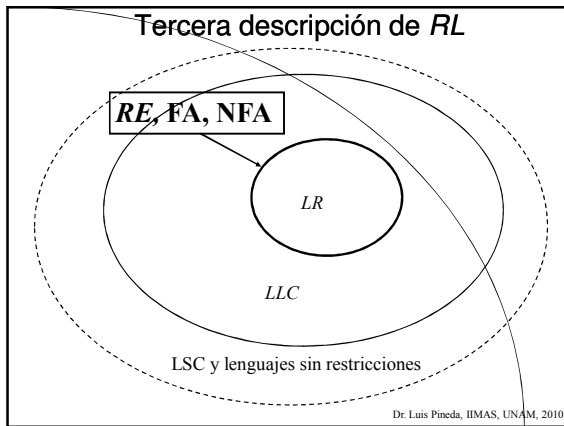 Tercera descripción de RL
RE, FA, NFA
LR
LLC
LSC y lenguajes sin restricciones
Dr. Luis Pineda, IIMAS, UNAM, 2010